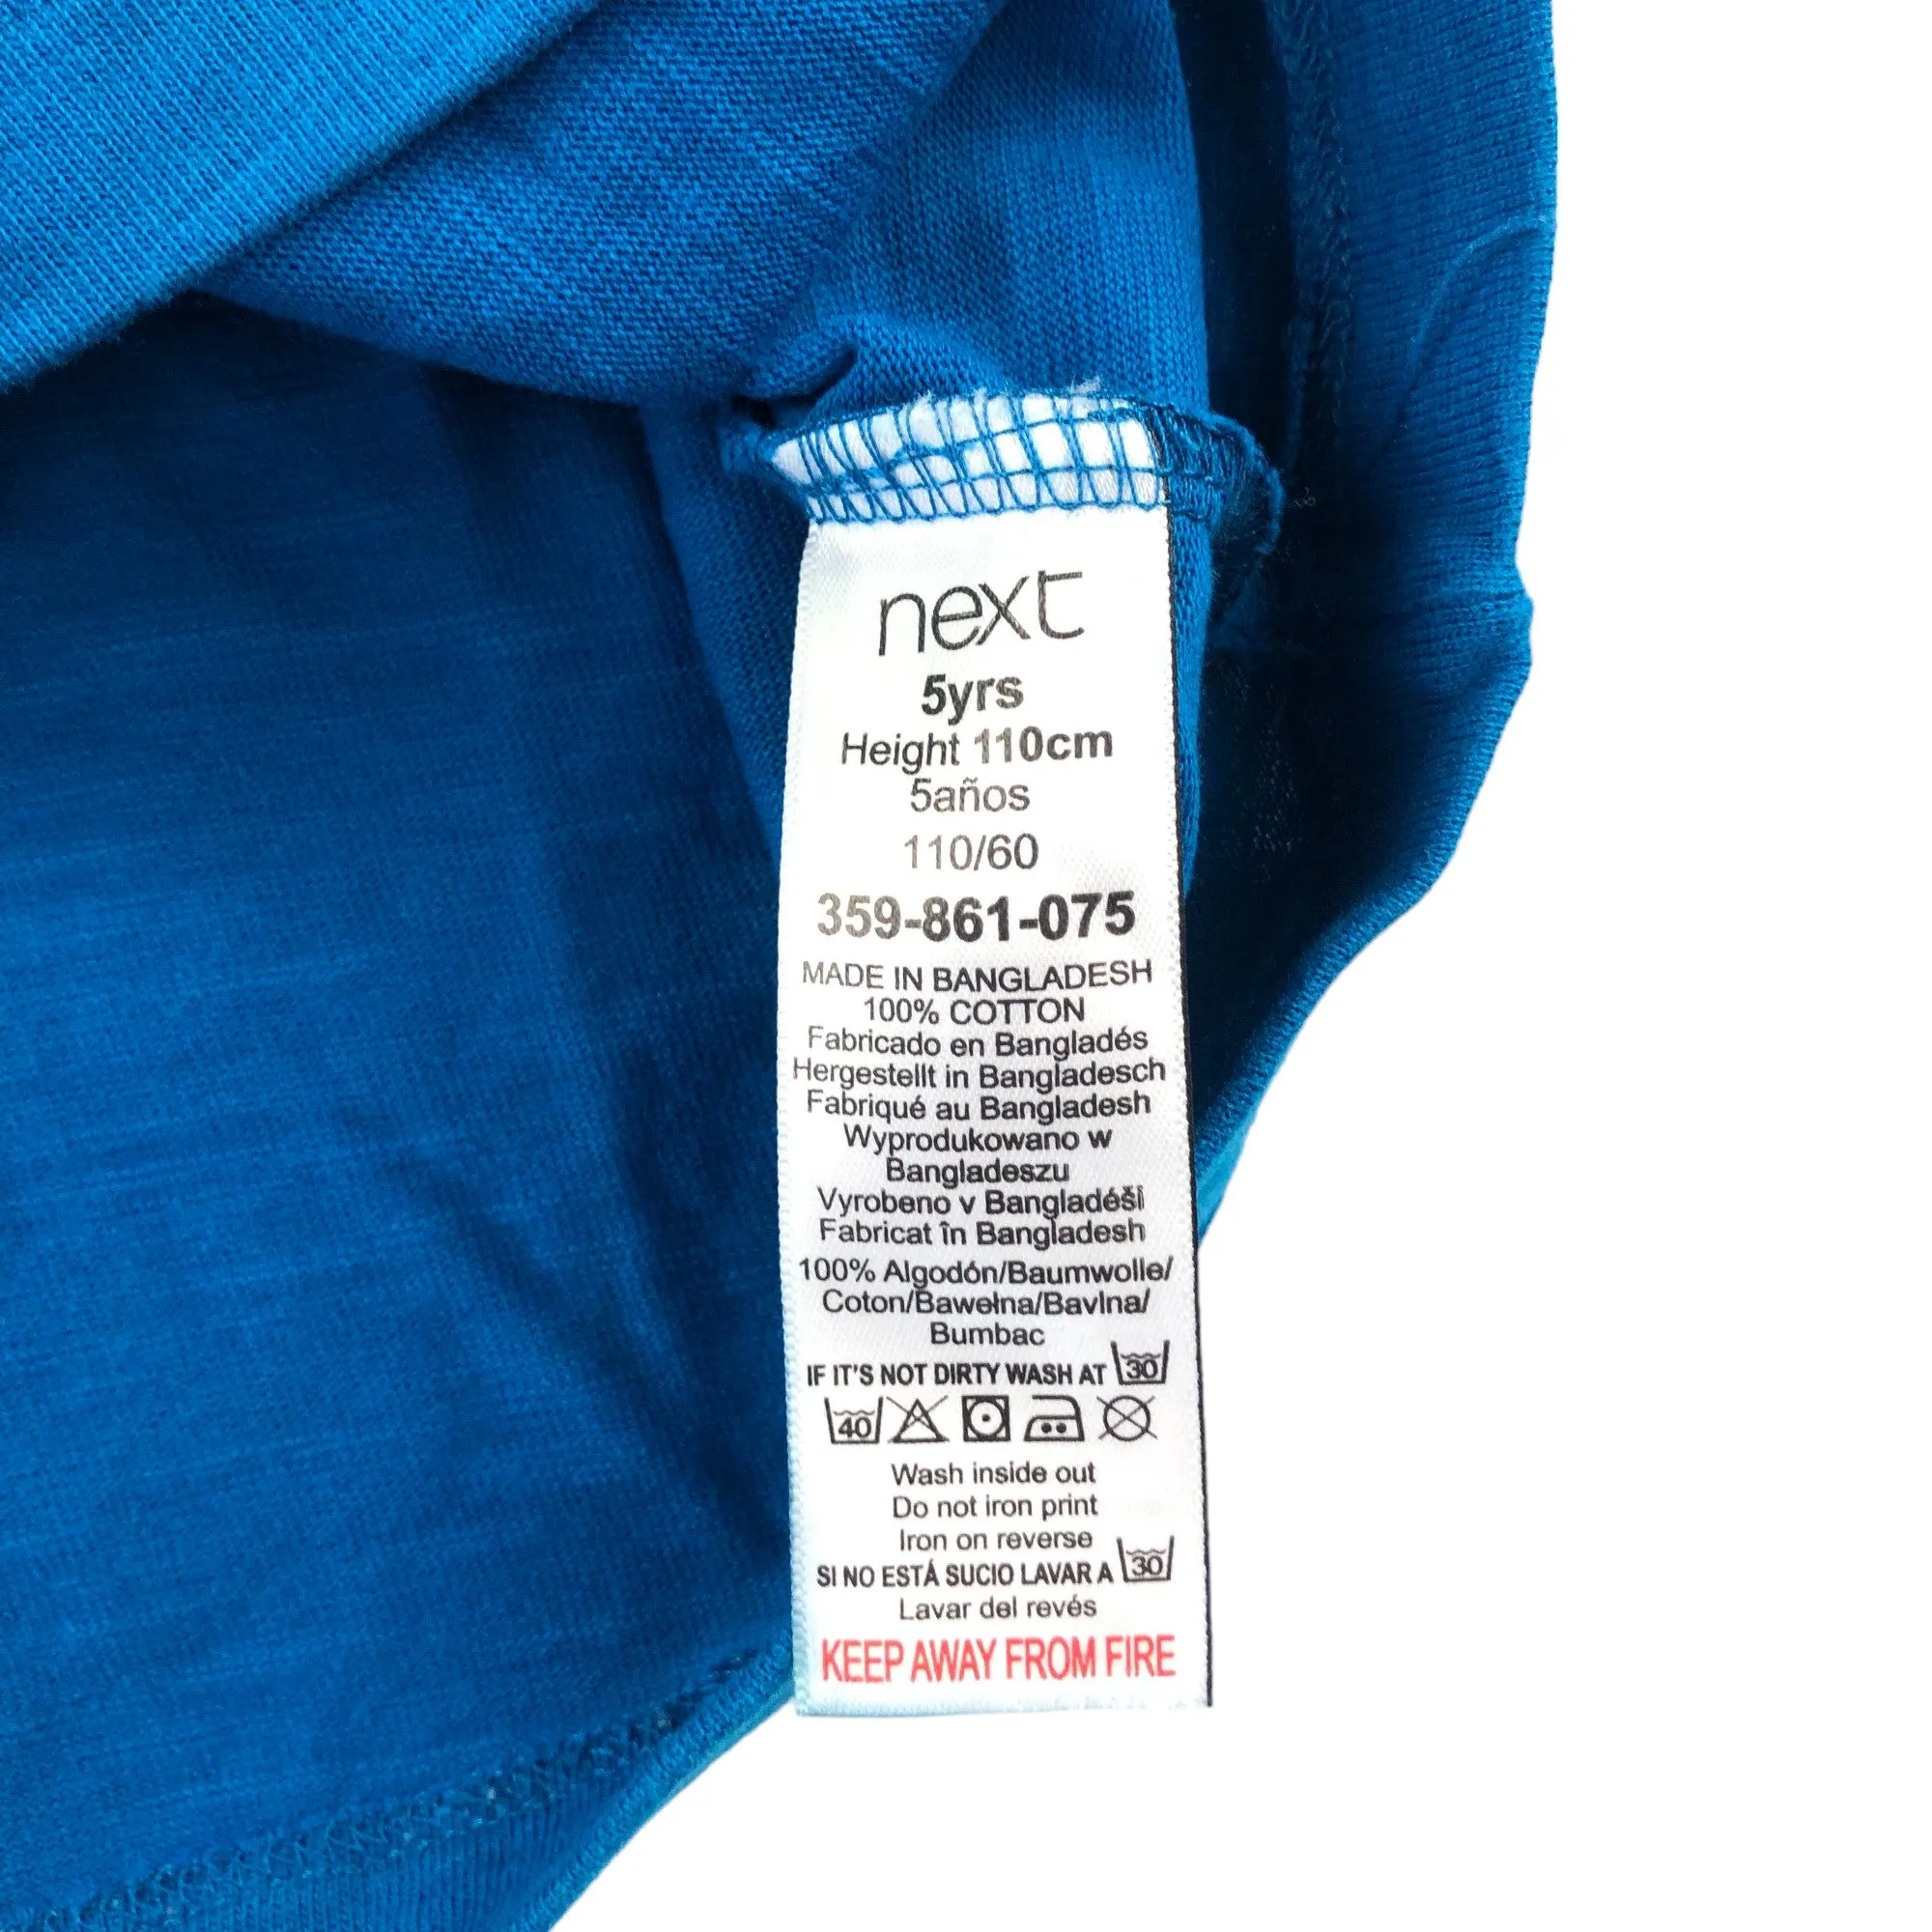 next
5yrs
Height 110cm
5años
110/60
359-861-075
MADE IN BANGLADESH
100% COTTON
Fabricado en Bangladés
Hergestellt in Bangladesch
Fabriqué au Bangladesh
Wyprodukowano w
Bangladeszu
Vyrobeno v Bangladéši
Fabricat în Bangladesh
100% Algodón/Baumwolle/
Coton/Bawełna/Bavlna/
Bumbac
IF IT'S NOT DIRTY WASH AT 30
40
Wash inside out
Do not iron print
Iron on reverse
SI NO ESTÁ SUCIO LAVAR A 30
Lavar del revés
KEEP AWAY FROM FIRE